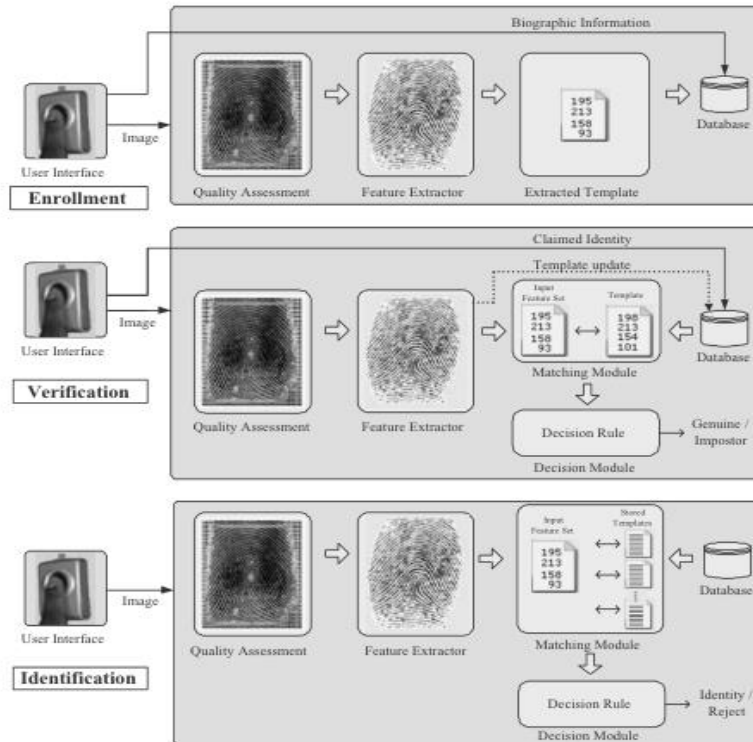 Biographic Information
195
213
158
93
Image
Database
User Interface
Quality Assessment
Feature Extractor
Extracted Template
Enrollment
Claimed Identity
Template update
Input
Feature Set
Template
195
213
158
93
198
213
154
101
Image
User Interface
Database
Matching Module
Verification
Quality Assessment
Feature Extractor
Decision Rule
Genuine /
Impostor
Decision Module
Input
Feature Set
Stored
Templates
195
213
158
93
Image
Database
User Interface
Quality Assessment
Feature Extractor
Matching Module
Identification
Decision Rule
Identity /
Reject
Decision Module